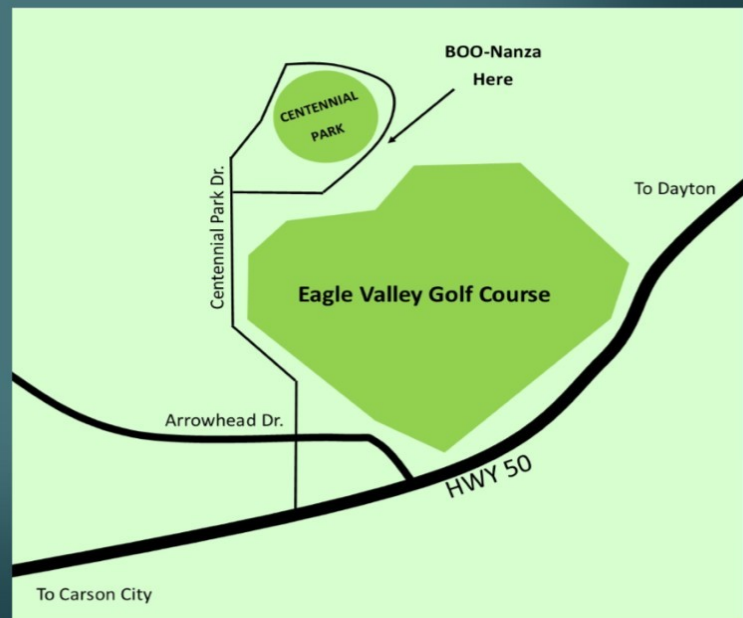 BOO-Nanza
Here
CENTENNIAL
PARK
To Dayton
Centennial Park Dr.
Eagle Valley Golf Course
Arrowhead Dr.
HWY 50
To Carson City